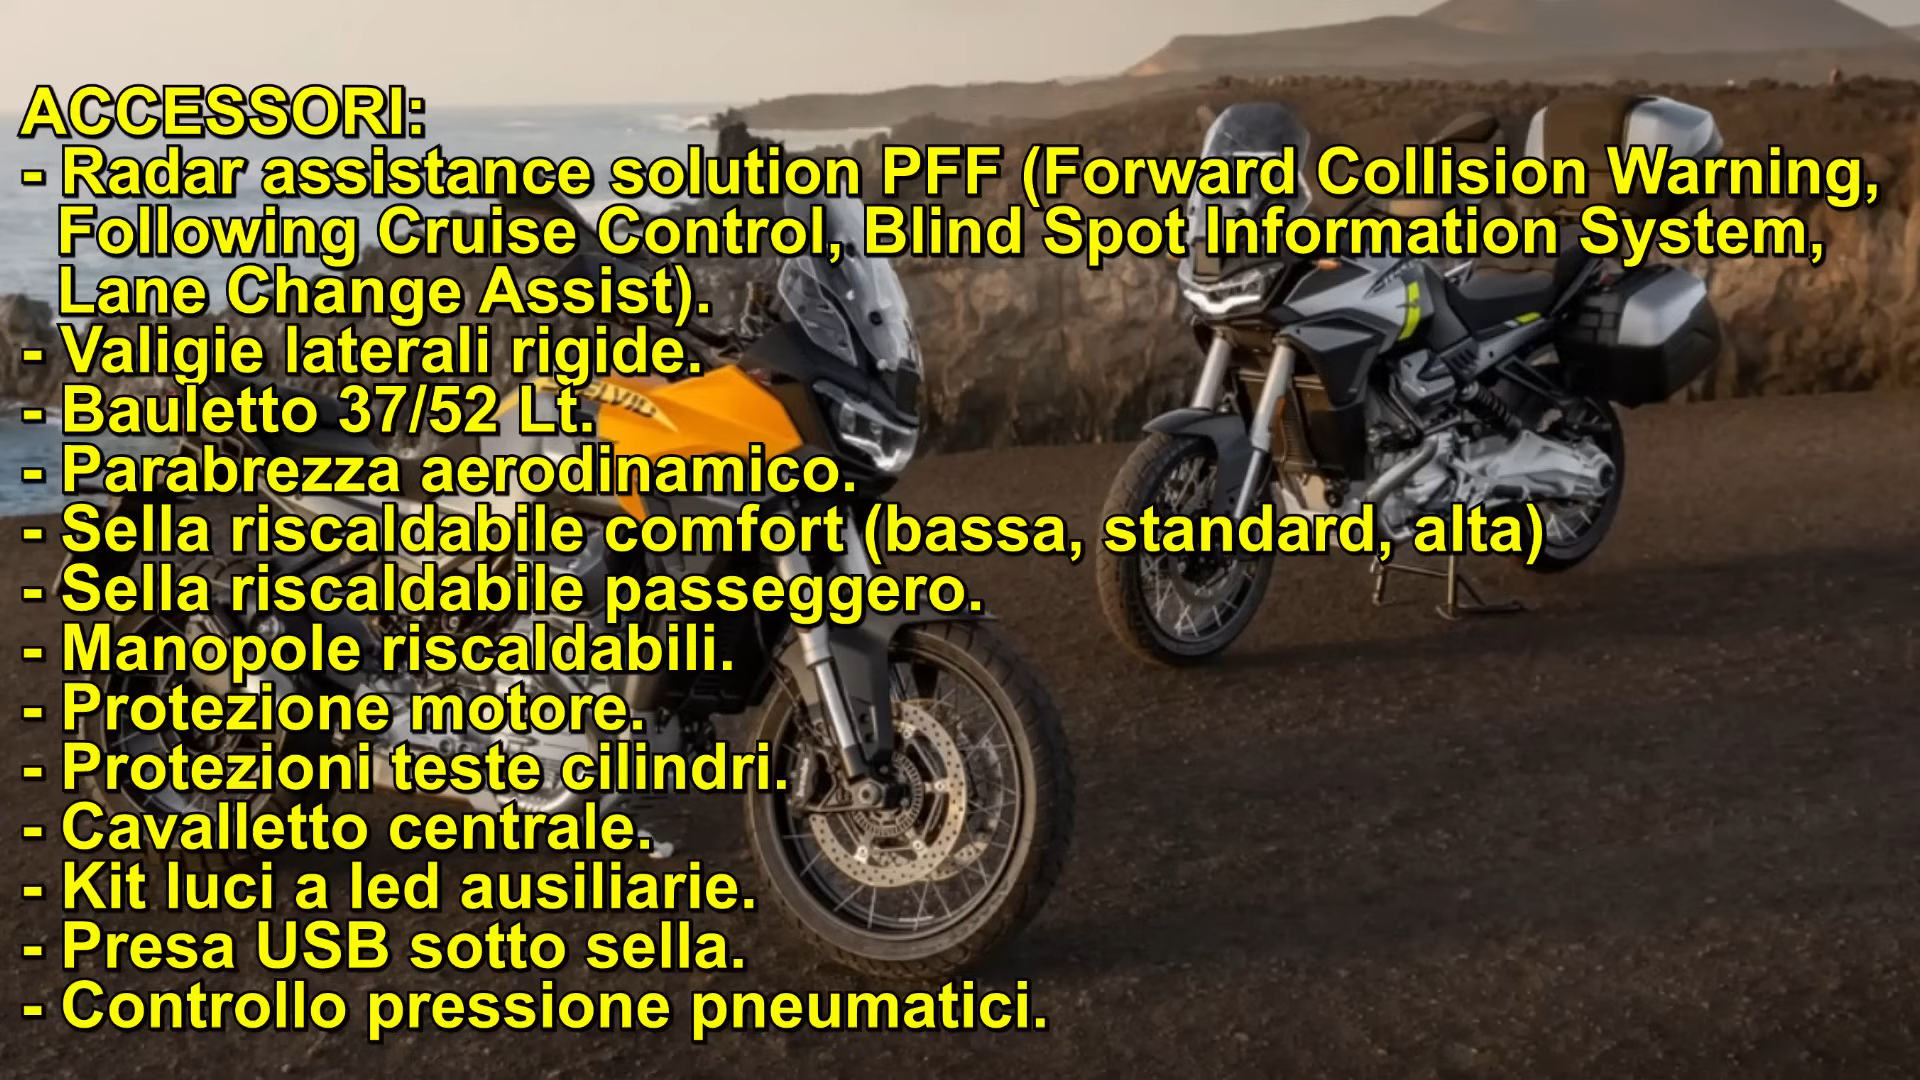 ACCESSORI:
- Radar assistance solution PFF (Forward Collision Warning,
Following Cruise Control, Blind Spot Information System,
Lane Change Assist).
- Valigie laterali rigide.
- Bauletto 37/52 Lt.
- Parabrezza aerodinamico.
- Sella riscaldabile comfort (bassa, standard, alta)
- Sella riscaldabile passeggero.
- Manopole riscaldabili.
- Protezione motore.
- Protezioni teste cilindri.
- Cavalletto centrale.
- Kit luci a led ausiliarie.
- Presa USB sotto sella.
- Controllo pressione pneumatici.